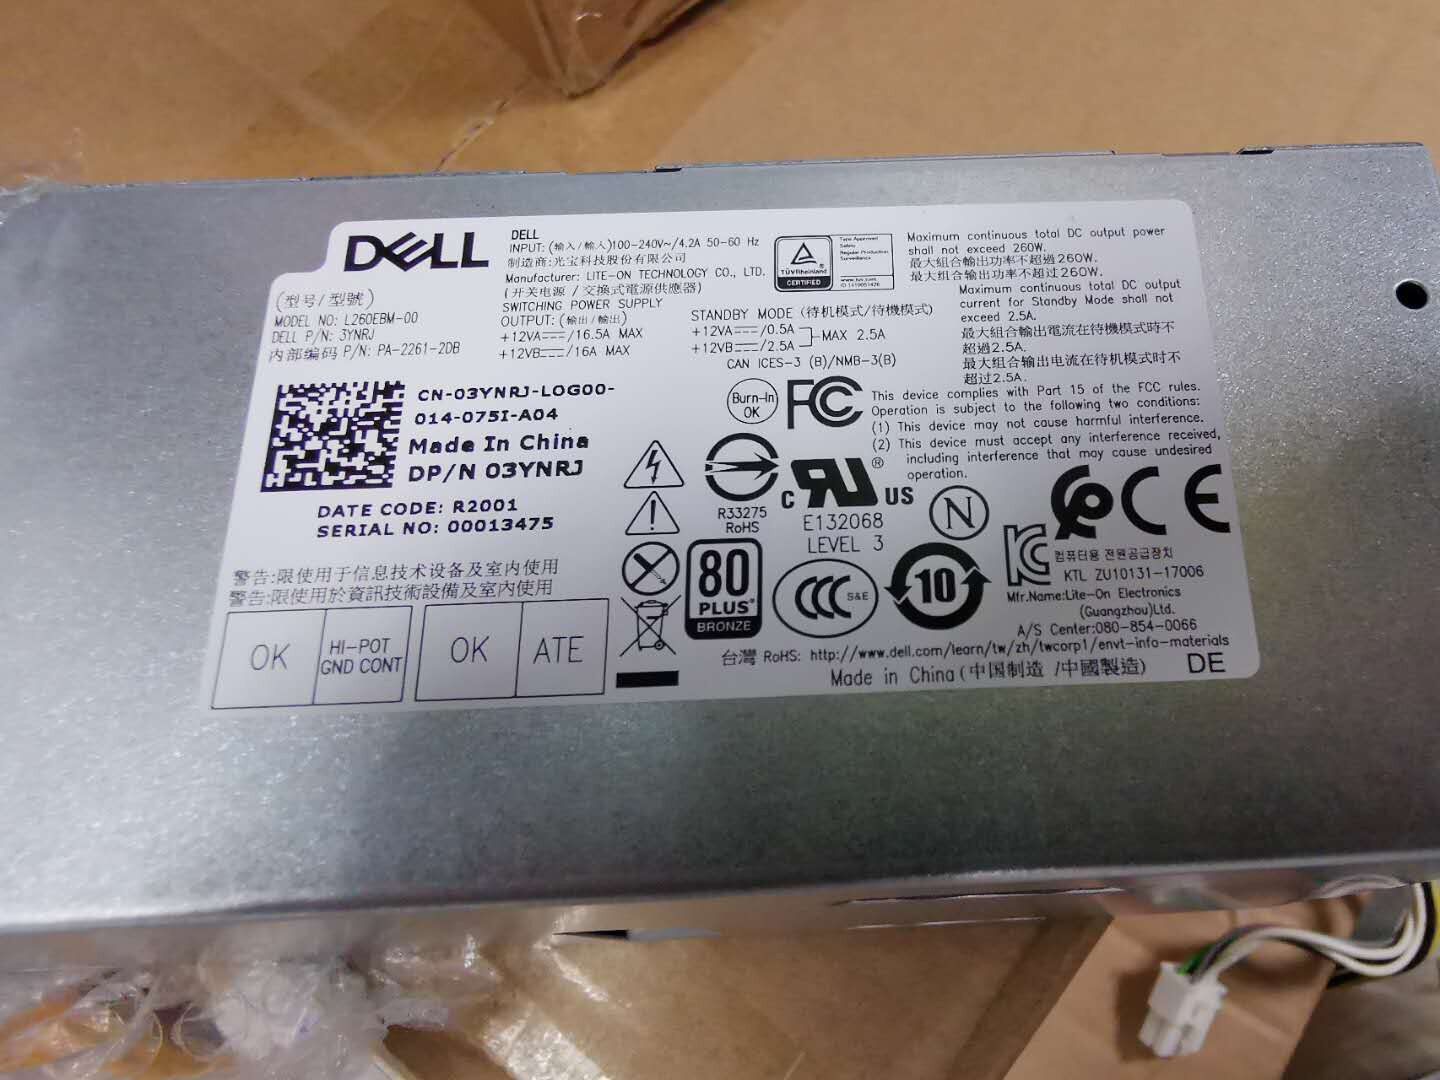 DELL
DELL
INPUT: (输入/輸入)100-240V~/4.2A 50-60 Hz
制造商:光宝科技股份有限公司
Manufacturer: LITE-ON TECHNOLOGY CO., LTD.
(开关电源 / 交換式電源供應器)
SWITCHING POWER SUPPLY
OUTPUT: (输出/輸出)
+12VA⎓/16.5A MAX
+12VB⎓/16A MAX
(型号/型號)
MODEL NO: L260EBM-00
DELL P/N: 3YNRJ
内部编码 P/N: PA-2261-2DB
TÜVRheinland
CERTIFIED
Type Approved
Safety
Regular Production
Surveillance
www.tuv.com
STANDBY MODE (待机模式/待機模式)
+12VA⎓/0.5A
+12VB⎓/2.5A
MAX 2.5A
CAN ICES-3 (B)/NMB-3(B)
Maximum continuous total DC output power
shall not exceed 260W.
最大组合输出功率不超过260W.
最大組合輸出功率不超過260W.
Maximum continuous total DC output
current for Standby Mode shall not
exceed 2.5A.
最大組合輸出電流在待機模式時不
超過2.5A.
最大组合输出电流在待机模式时不
超过2.5A.
CN-03YNRJ-LOG00-
014-075I-A04
Made In China
DP/N 03YNRJ
DATE CODE: R2001
SERIAL NO: 00013475
Burn-In
OK
FC
This device complies with Part 15 of the FCC rules.
Operation is subject to the following two conditions:
(1) This device may not cause harmful interference.
(2) This device must accept any interference received,
including interference that may cause undesired
operation.
R33275
RoHS
C RU US ®
E132068
LEVEL 3
N
CE
警告:限使用于信息技术设备及室内使用
警告:限使用於資訊技術設備及室內使用
OK
HI-POT
GND CONT
OK
ATE
80
PLUS®
BRONZE
CCC
S&E
10
컴퓨터용 전원공급장치
KTL ZU10131-17006
Mfr.Name:Lite-On Electronics
(Guangzhou)Ltd.
A/S Center:080-854-0066
台灣 RoHS: http://www.dell.com/learn/tw/zh/twcorp1/envt-info-materials
Made in China(中国制造 /中國製造)
DE